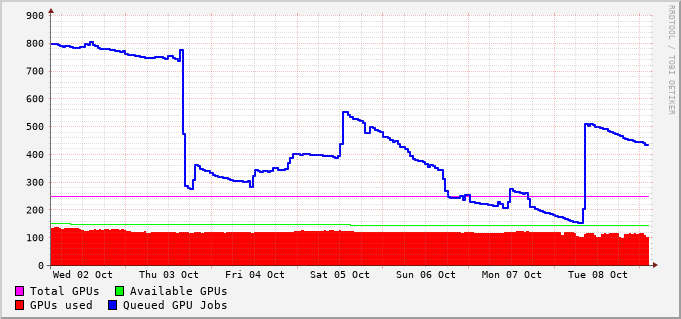 900
800
700
600
500
400
300
200
100
0
Wed 02 Oct Thu 03 Oct Fri 04 Oct Sat 05 Oct Sun 06 Oct Mon 07 Oct Tue 08 Oct
Total GPUs Available GPUs
GPUs used Queued GPU Jobs
RRDTOOL / TOBI OETIKER